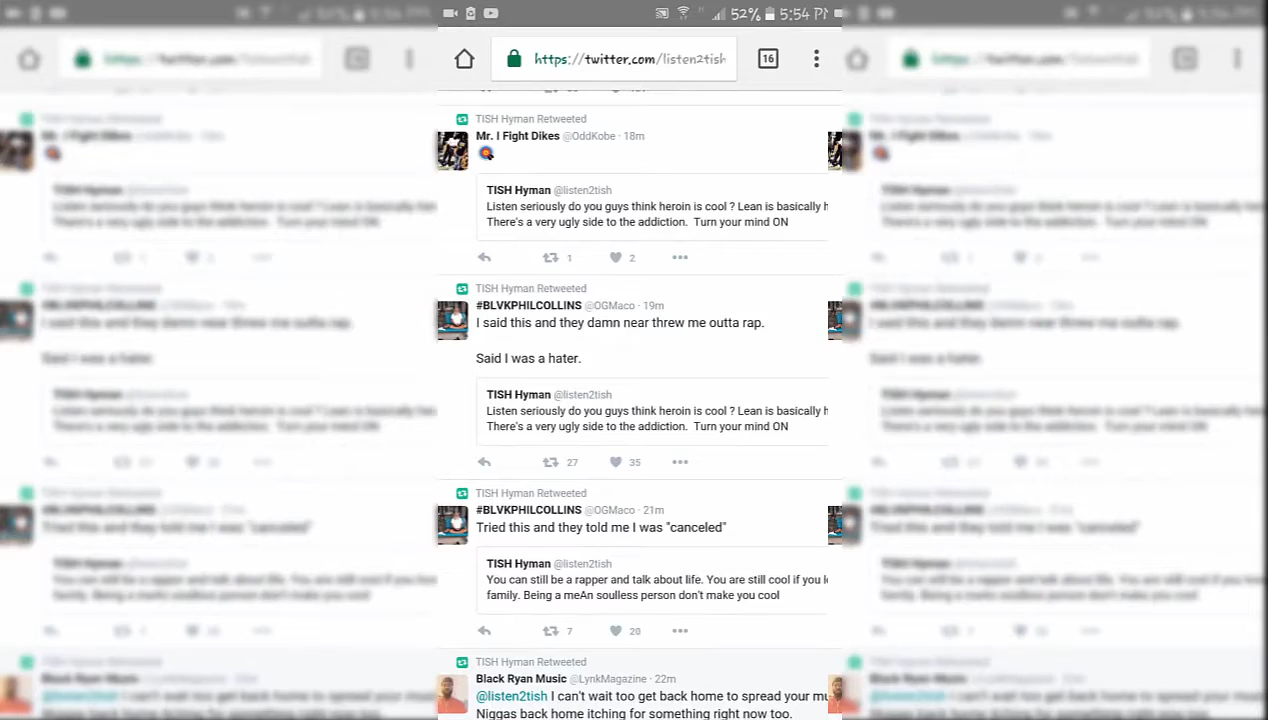 52% 5:54 PM
https://twitter.com/listen2tish
16
TISH Hyman Retweeted
Mr. I Fight Dikes @OddKobe · 18m
TISH Hyman @listen2tish
Listen seriously do you guys think heroin is cool ? Lean is basically h
There's a very ugly side to the addiction. Turn your mind ON
1 2
TISH Hyman Retweeted
#BLVKPHILCOLLINS @OGMaco · 19m
I said this and they damn near threw me outta rap.
Said I was a hater.
TISH Hyman @listen2tish
Listen seriously do you guys think heroin is cool ? Lean is basically h
There's a very ugly side to the addiction. Turn your mind ON
27 35
TISH Hyman Retweeted
#BLVKPHILCOLLINS @OGMaco · 21m
Tried this and they told me I was "canceled"
TISH Hyman @listen2tish
You can still be a rapper and talk about life. You are still cool if you
family. Being a meAn soulless person don't make you cool
7 20
TISH Hyman Retweeted
Black Ryan Music @LynkMagazine · 22m
@listen2tish I can't wait too get back home to spread your mu
Niggas back home itching for something right now too.